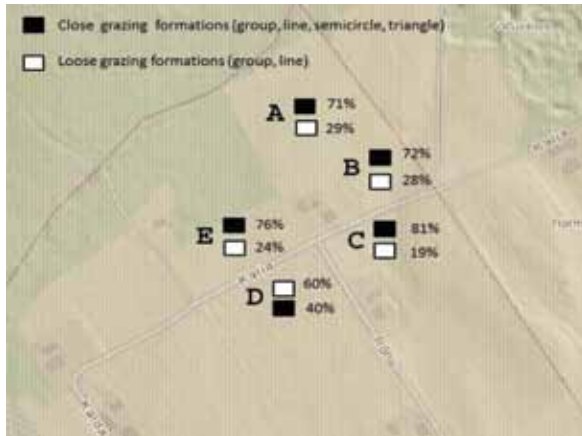 Close grazing formations (group, line, semicircle, triangle)
Loose grazing formations (group, line)
A
71%
29%
B
72%
28%
E
76%
24%
C
81%
19%
D
60%
40%